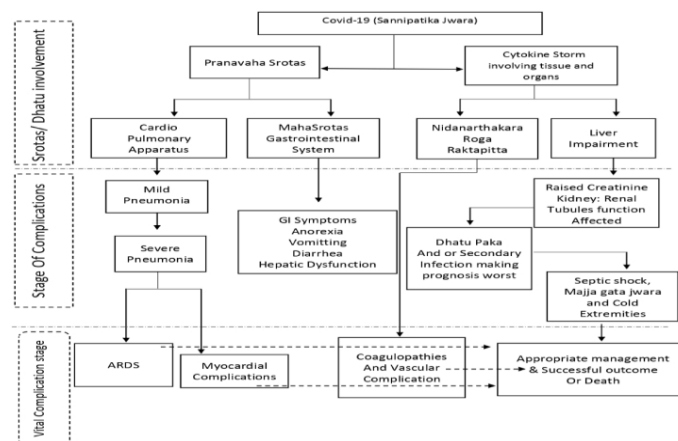 Covid-19 (Sannipatika Jwara)
Srotas/ Dhatu involvement
Pranavaha Srotas
Cytokine Storm
involving tissue and
organs
Cardio
Pulmonary
Apparatus
MahaSrotas
Gastrointestinal
System
Nidanarthakara
Roga
Raktapitta
Liver
Impairment
Stage Of Complications
Mild
Pneumonia
Severe
Pneumonia
GI Symptoms
Anorexia
Vomitting
Diarrhea
Hepatic Dysfunction
Raised Creatinine
Kidney: Renal
Tubules function
Affected
Dhatu Paka
And or Secondary
Infection making
prognosis worst
Septic shock,
Majja gata jwara
and Cold
Extremities
Vital Complication stage
ARDS
Myocardial
Complications
Coagulopathies
And Vascular
Complication
Appropriate management
& Successful outcome
Or Death